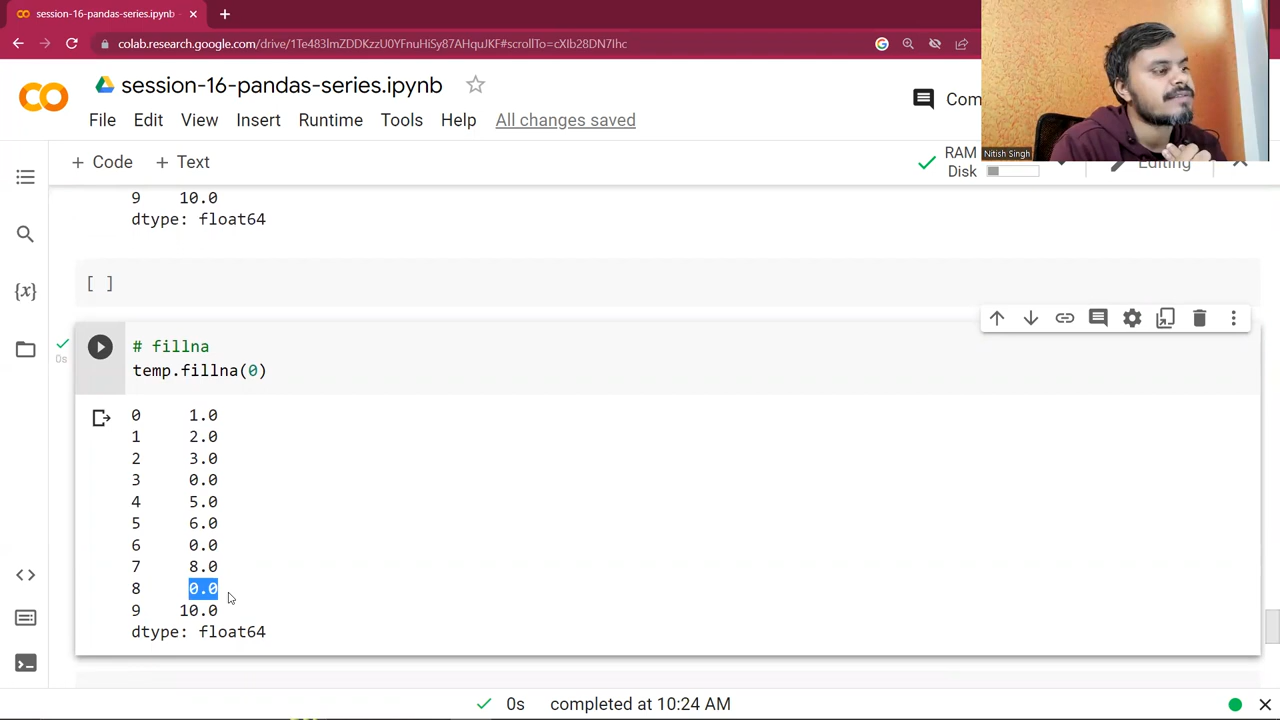 session-16-pandas-series.ipynb
colab.research.google.com/drive/1Te483lmZDDKzzU0YFnuHiSy87AHquJKF#scrollTo=cXIb28DN7Ihc
session-16-pandas-series.ipynb
Com
File Edit View Insert Runtime Tools Help All changes saved
Nitish Singh
+ Code + Text
RAM
Disk
Editing
9 10.0
dtype: float64
{x}
[ ]
# fillna
temp.fillna(0)
0s
0 1.0
1 2.0
2 3.0
3 0.0
4 5.0
5 6.0
6 0.0
7 8.0
8 0.0
9 10.0
dtype: float64
0s completed at 10:24 AM